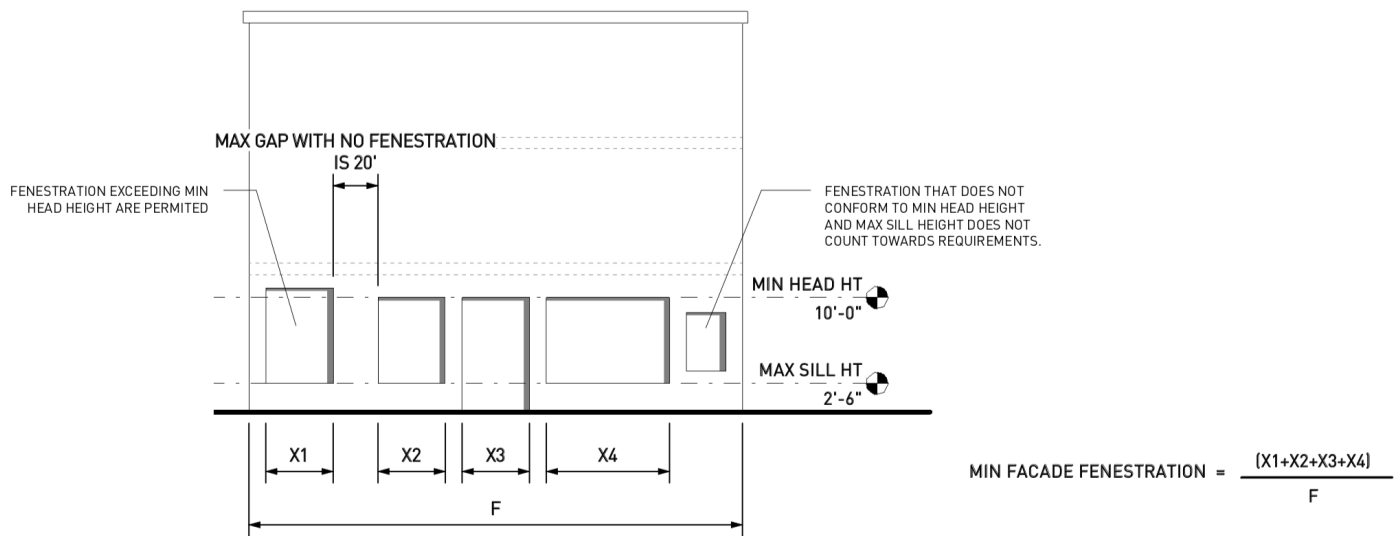 MAX GAP WITH NO FENESTRATION
IS 20'
FENESTRATION EXCEEDING MIN
HEAD HEIGHT ARE PERMITED
FENESTRATION THAT DOES NOT
CONFORM TO MIN HEAD HEIGHT
AND MAX SILL HEIGHT DOES NOT
COUNT TOWARDS REQUIREMENTS.
MIN HEAD HT
10'-0"
MAX SILL HT
2'-6"
X1 X2 X3 X4
F
MIN FACADE FENESTRATION = (X1+X2+X3+X4)
F